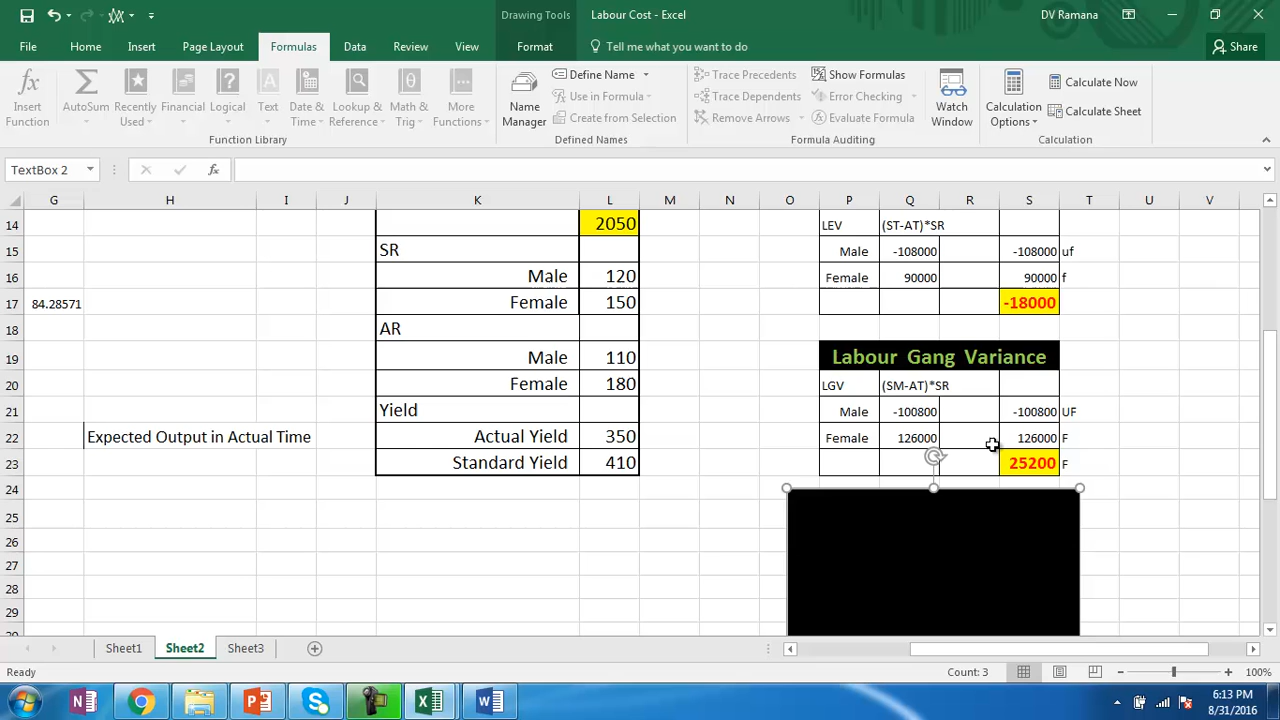 Drawing Tools
Labour Cost - Excel
DV Ramana
File Home Insert Page Layout Formulas Data Review View Format Tell me what you want to do Share
Insert Function
AutoSum
Recently Used
Financial
Logical
Text
Date & Time
Lookup & Reference
Math & Trig
More Functions
Function Library
Name Manager
Define Name
Use in Formula
Create from Selection
Defined Names
Trace Precedents
Trace Dependents
Remove Arrows
Show Formulas
Error Checking
Evaluate Formula
Formula Auditing
Watch Window
Calculation Options
Calculate Now
Calculate Sheet
Calculation
TextBox 2
fx
G H I J K L M N O P Q R S T U V
14 2050 LEV (ST-AT)*SR
15 SR Male -108000 -108000 uf
16 Male 120 Female 90000 90000 f
17 84.28571 Female 150 -18000
18 AR
19 Male 110 Labour Gang Variance
20 Female 180 LGV (SM-AT)*SR
21 Yield Male -100800 -100800 UF
22 Expected Output in Actual Time Actual Yield 350 Female 126000 126000 F
23 Standard Yield 410 25200 F
24
25
26
27
28
29
Sheet1 Sheet2 Sheet3
Ready Count: 3 100%
6:13 PM
8/31/2016